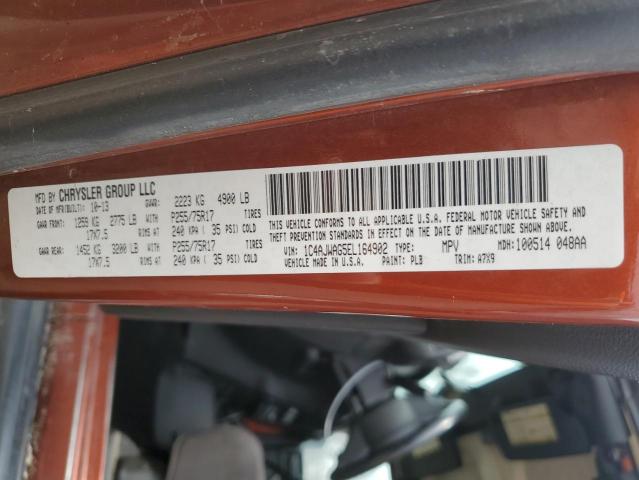 MFD BY CHRYSLER GROUP LLC
DATE OF MFR(BUILT): 10-13 GVWR: 2223 KG 4900 LB
GAWR FRONT: 1259 KG 2775 LB WITH P255/75R17 TIRES
17X7.5 RIMS AT 240 KPA ( 35 PSI) COLD
GAWR REAR: 1452 KG 3200 LB WITH P255/75R17 TIRES
17X7.5 RIMS AT 240 KPA ( 35 PSI) COLD
THIS VEHICLE CONFORMS TO ALL APPLICABLE FEDERAL MOTOR VEHICLE SAFETY AND
THEFT PREVENTION STANDARDS IN EFFECT ON THE DATE OF MANUFACTURE SHOWN ABOVE.
VIN: 1C4AJWAG5EL164902 TYPE: MPV MDH: 100514 048AA
VEHICLE MADE IN U.S.A. PAINT: PLB TRIM: A7X9